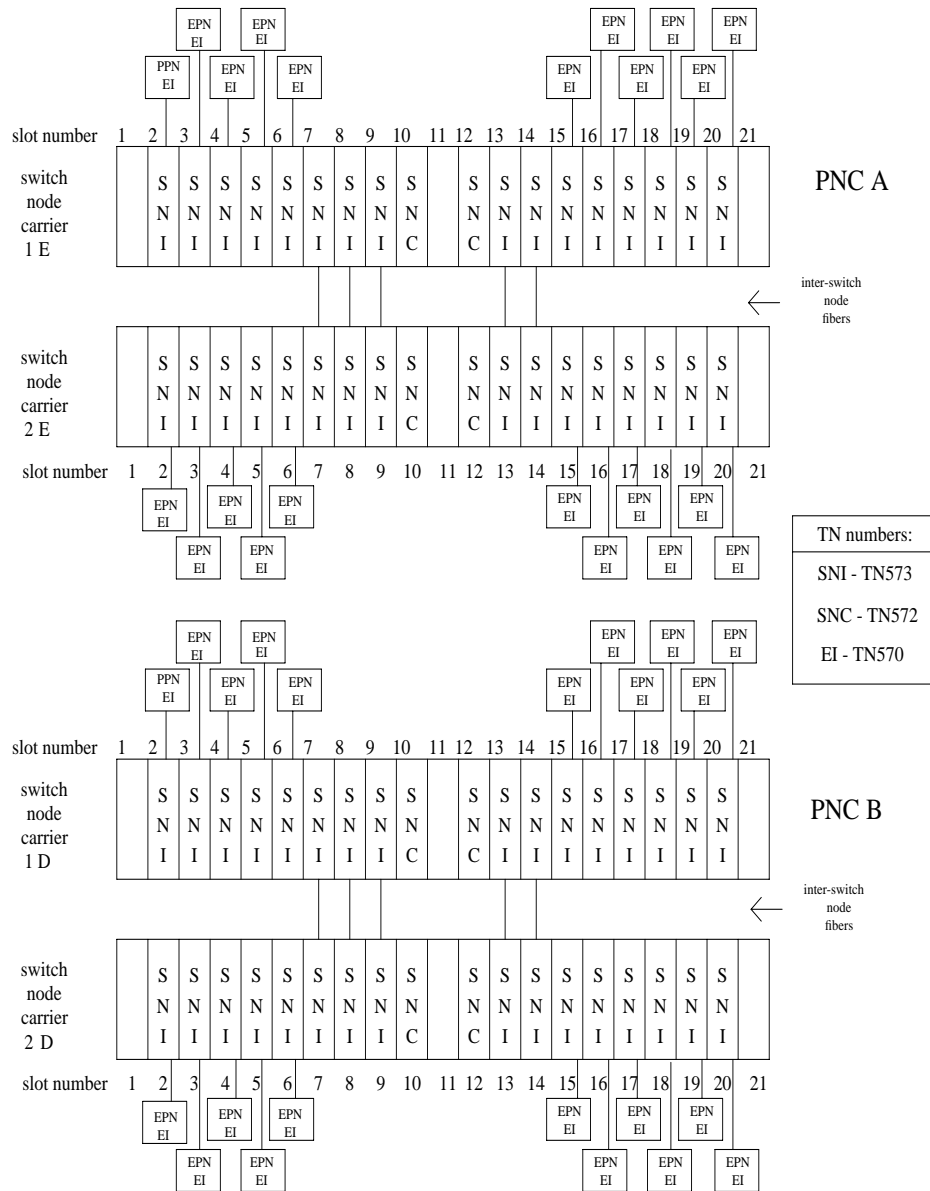 EPN EPN EPN EPN EPN
EI EI EI EI EI
PPN EPN EPN EPN EPN EPN
EI EI EI EI EI EI
slot number 1 2 3 4 5 6 7 8 9 10 11 12 13 14 15 16 17 18 19 20 21
switch node carrier 1 E
S S S S S S S S S S S S S S S S S S
N N N N N N N N N N N N N N N N N N
I I I I I I I I C C I I I I I I I I
PNC A
inter-switch
node
fibers
switch node carrier 2 E
S S S S S S S S S S S S S S S S S S
N N N N N N N N N N N N N N N N N N
I I I I I I I I C C I I I I I I I I
slot number 1 2 3 4 5 6 7 8 9 10 11 12 13 14 15 16 17 18 19 20 21
EPN EPN EPN EPN EPN EPN
EI EI EI EI EI EI
EPN EPN EPN EPN EPN
EI EI EI EI EI
TN numbers:
SNI - TN573
SNC - TN572
EI - TN570
EPN EPN EPN EPN EPN
EI EI EI EI EI
PPN EPN EPN EPN EPN EPN
EI EI EI EI EI EI
slot number 1 2 3 4 5 6 7 8 9 10 11 12 13 14 15 16 17 18 19 20 21
switch node carrier 1 D
S S S S S S S S S S S S S S S S S S
N N N N N N N N N N N N N N N N N N
I I I I I I I I C C I I I I I I I I
PNC B
inter-switch
node
fibers
switch node carrier 2 D
S S S S S S S S S S S S S S S S S S
N N N N N N N N N N N N N N N N N N
I I I I I I I I C C I I I I I I I I
slot number 1 2 3 4 5 6 7 8 9 10 11 12 13 14 15 16 17 18 19 20 21
EPN EPN EPN EPN EPN EPN
EI EI EI EI EI EI
EPN EPN EPN EPN EPN
EI EI EI EI EI